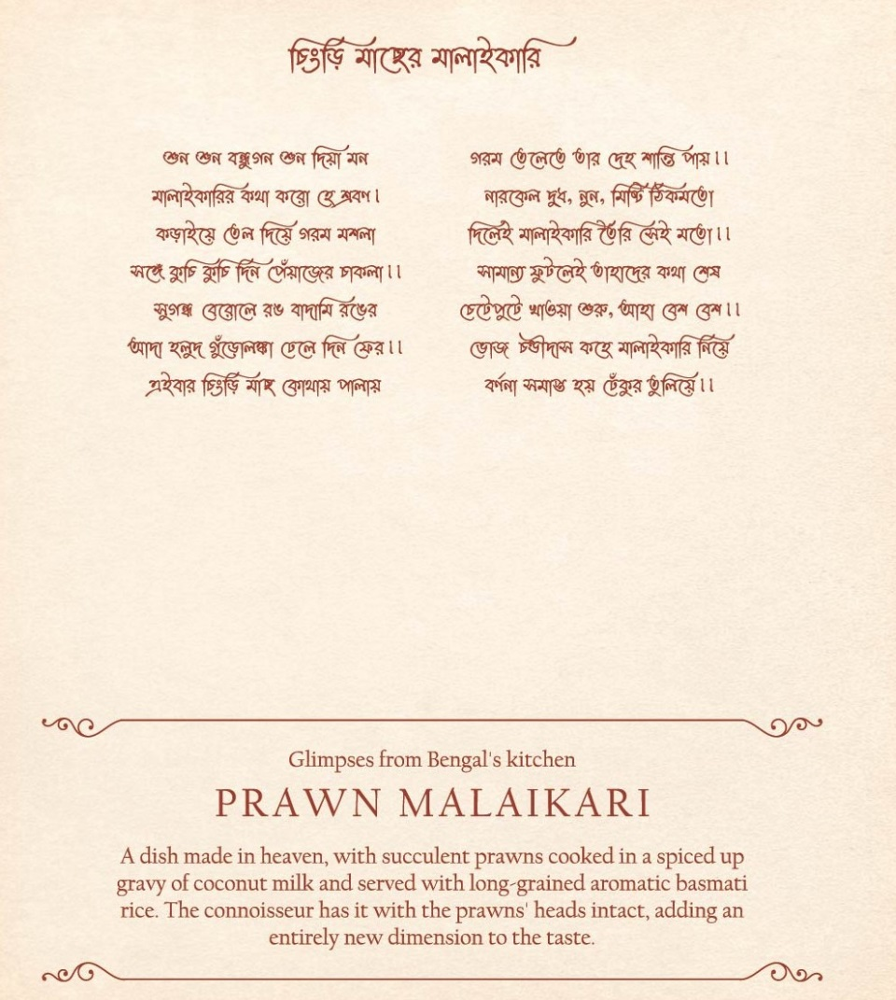 চিংড়ি মাছের মালাইকারি
শুন শুন বন্ধুগন শুন দিয়া মন
মালাইকারির কথা করো হে শ্রবণ।
কড়াইয়ে তেল দিয়ে গরম মশলা
সঙ্গে কুচি কুচি দিন পেঁয়াজের চাকলা।।
সুগন্ধ বেরোলে রঙ বাদামি রঙের
আদা হলুদ গুঁড়োলঙ্কা ঢেলে দিন ফের।।
এইবার চিংড়ি মাছ কোথায় পালায়
গরম তেলেতে তার দেহ শান্তি পায়।।
নারকেল দুধ, নুন, মিষ্টি ঠিকমতো
দিলেই মালাইকারি তৈরি সেই মতো।।
সামান্য ফুটলেই তাহাদের কথা শেষ
চেটেপুটে খাওয়া শুরু, আহা বেশ বেশ।।
ভোজ চন্ডীদাস কহে মালাইকারি নিয়ে
বর্ণনা সমাপ্ত হয় ঢেঁকুর তুলিয়ে।।
Glimpses from Bengal's kitchen
PRAWN MALAIKARI
A dish made in heaven, with succulent prawns cooked in a spiced up
gravy of coconut milk and served with long-grained aromatic basmati
rice. The connoisseur has it with the prawns' heads intact, adding an
entirely new dimension to the taste.